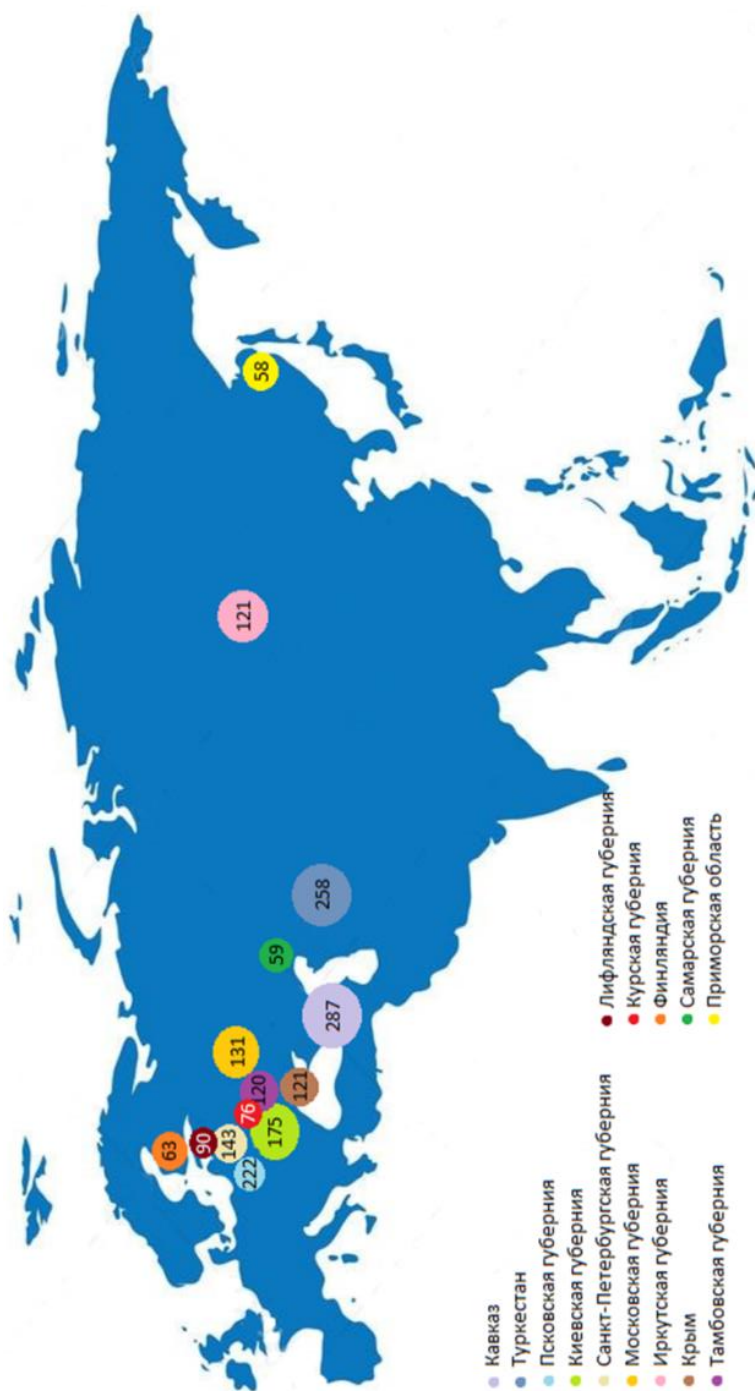 63
90
143
222
76
120
175
131
121
287
59
258
121
58
Кавказ
Туркестан
Псковская губерния
Киевская губерния
Санкт-Петербургская губерния
Московская губерния
Иркутская губерния
Крым
Тамбовская губерния
Лифляндская губерния
Курская губерния
Финляндия
Самарская губерния
Приморская область